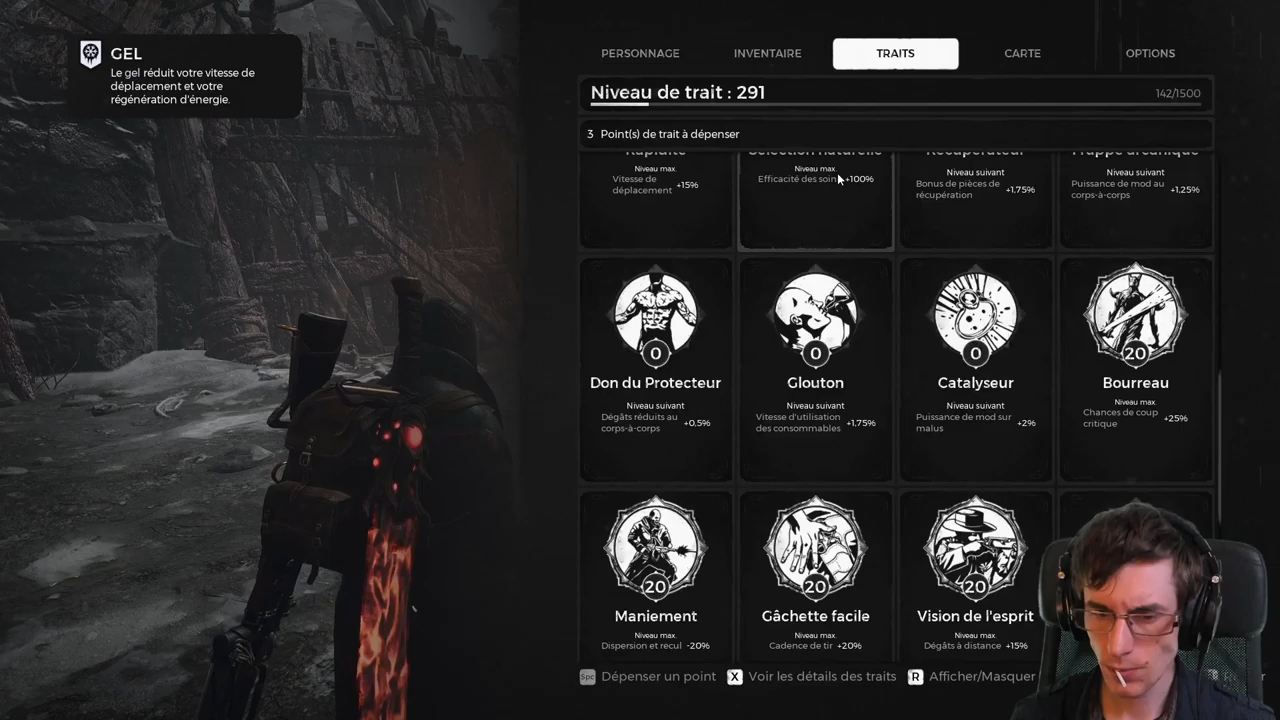 GEL
Le gel réduit votre vitesse de
déplacement et votre
régénération d'énergie.
PERSONNAGE
INVENTAIRE
TRAITS
CARTE
OPTIONS
Niveau de trait : 291
142/1500
3 Point(s) de trait à dépenser
Rapidité
Niveau max.
Vitesse de
déplacement
+15%
Sélection naturelle
Niveau max.
Efficacité des soins
+100%
Récupérateur
Niveau suivant
Bonus de pièces de
récupération
+1,75%
Frappe arcanique
Niveau suivant
Puissance de mod au
corps-à-corps
+1,25%
0
Don du Protecteur
Niveau suivant
Dégâts réduits au
corps-à-corps
+0,5%
0
Glouton
Niveau suivant
Vitesse d'utilisation
des consommables
+1,75%
0
Catalyseur
Niveau suivant
Puissance de mod sur
malus
+2%
20
Bourreau
Niveau max.
Chances de coup
critique
+25%
20
Maniement
Niveau max.
Dispersion et recul -20%
20
Gâchette facile
Niveau max.
Cadence de tir +20%
20
Vision de l'esprit
Niveau max.
Dégâts à distance +15%
Spc Dépenser un point
X Voir les détails des traits
R Afficher/Masquer